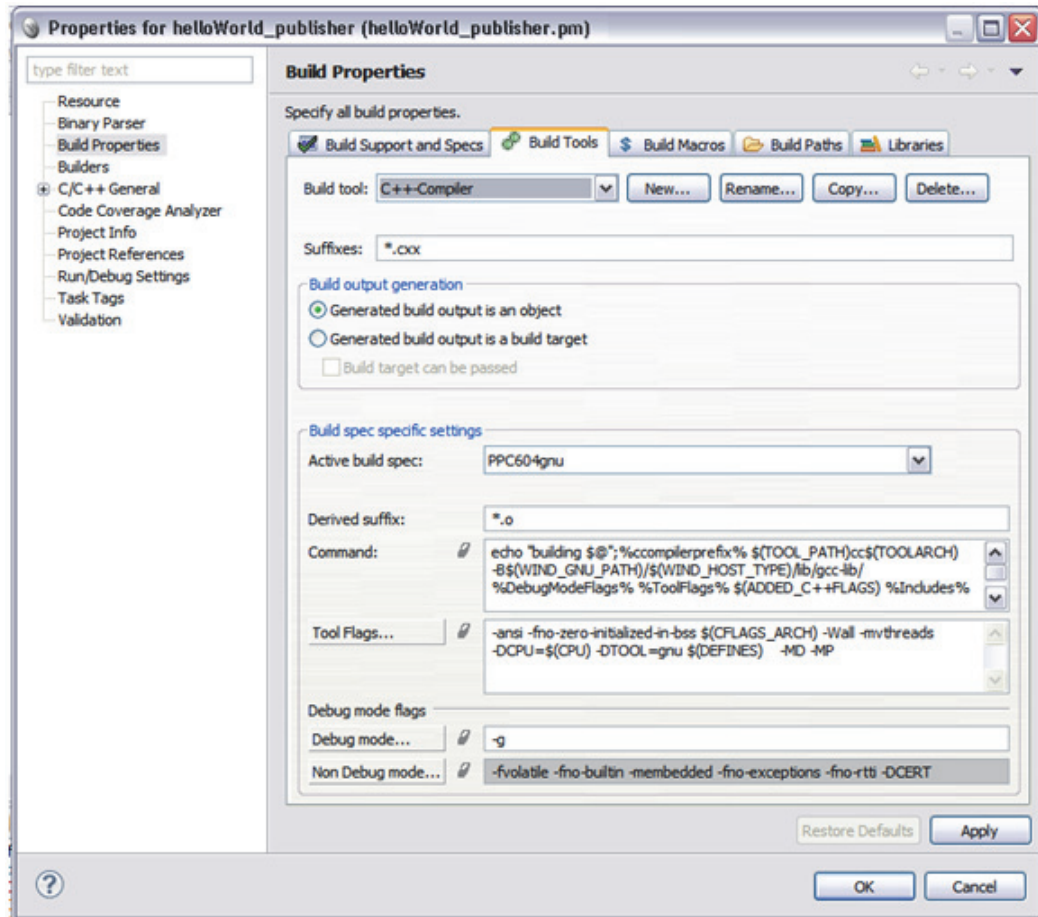 Properties for helloWorld_publisher (helloWorld_publisher.pm)
type filter text
Resource
Binary Parser
Build Properties
Builders
C/C++ General
Code Coverage Analyzer
Project Info
Project References
Run/Debug Settings
Task Tags
Validation
Build Properties
Specify all build properties.
Build Support and Specs Build Tools $ Build Macros Build Paths Libraries
Build tool: C++-Compiler New... Rename... Copy... Delete...
Suffixes: *.cxx
Build output generation
Generated build output is an object
Generated build output is a build target
Build target can be passed
Build spec specific settings
Active build spec: PPC604gnu
Derived suffix: *.o
Command: echo "building $@";%ccompilerprefix% $(TOOL_PATH)cc$(TOOLARCH)
-B$(WIND_GNU_PATH)/$(WIND_HOST_TYPE)/lib/gcc-lib/
%DebugModeFlags% %ToolFlags% $(ADDED_C++FLAGS) %Includes%
Tool Flags... -ansi -fno-zero-initialized-in-bss $(CFLAGS_ARCH) -Wall -mvthreads
-DCPU=$(CPU) -DTOOL=gnu $(DEFINES) -MD -MP
Debug mode flags
Debug mode... -g
Non Debug mode... -fvolatile -fno-builtin -membedded -fno-exceptions -fno-rtti -DCERT
Restore Defaults Apply
? OK Cancel